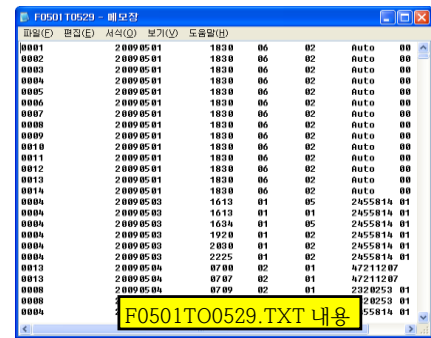 F0501T0529 - 메모장
파일(F) 편집(E) 서식(O) 보기(V) 도움말(H)
0001 20090501 1830 06 02 Auto 00
0002 20090501 1830 06 02 Auto 00
0003 20090501 1830 06 02 Auto 00
0004 20090501 1830 06 02 Auto 00
0005 20090501 1830 06 02 Auto 00
0006 20090501 1830 06 02 Auto 00
0007 20090501 1830 06 02 Auto 00
0008 20090501 1830 06 02 Auto 00
0009 20090501 1830 06 02 Auto 00
0010 20090501 1830 06 02 Auto 00
0011 20090501 1830 06 02 Auto 00
0012 20090501 1830 06 02 Auto 00
0013 20090501 1830 06 02 Auto 00
0014 20090501 1830 06 02 Auto 00
0004 20090503 1613 01 05 2455814 01
0004 20090503 1613 01 01 2455814 01
0004 20090503 1634 01 05 2455814 01
0004 20090503 1920 01 02 2455814 01
0004 20090503 2030 01 02 2455814 01
0004 20090503 2225 01 02 2455814 01
0013 20090504 0700 02 01 47211207
0013 20090504 0707 02 01 47211207
0008 20090504 0709 02 01 2320253 01
0008 01
0004 01
F0501TO0529.TXT 내용